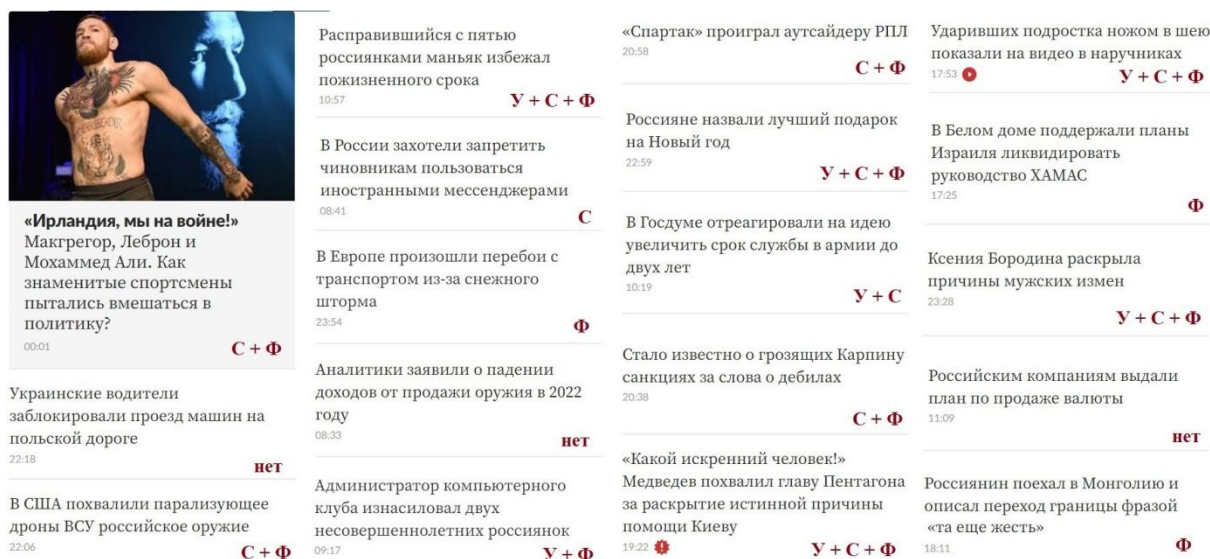 «Ирландия, мы на войне!»
Макгрегор, Леброн и
Мохаммед Али. Как
знаменитые спортсмены
пытались вмешаться в
политику?
00:01
С + Ф
Украинские водители
заблокировали проезд машин на
польской дороге
22:18
нет
В США похвалили парализующее
дроны ВСУ российское оружие
22:06
С + Ф
Расправившийся с пятью
россиянками маньяк избежал
пожизненного срока
10:57
У + С + Ф
В России захотели запретить
чиновникам пользоваться
иностранными мессенджерами
08:41
С
В Европе произошли перебои с
транспортом из-за снежного
шторма
23:54
Ф
Аналитики заявили о падении
доходов от продажи оружия в 2022
году
08:33
нет
Администратор компьютерного
клуба изнасиловал двух
несовершеннолетних россиянок
09:17
У + Ф
«Спартак» проиграл аутсайдеру РПЛ
20:58
С + Ф
Россияне назвали лучший подарок
на Новый год
22:59
У + С + Ф
В Госдуме отреагировали на идею
увеличить срок службы в армии до
двух лет
10:19
У + С
Стало известно о грозящих Карпину
санкциях за слова о дебилах
20:38
С + Ф
«Какой искренний человек!»
Медведев похвалил главу Пентагона
за раскрытие истинной причины
помощи Киеву
19:22
У + С + Ф
Ударивших подростка ножом в шею
показали на видео в наручниках
17:53
У + С + Ф
В Белом доме поддержали планы
Израиля ликвидировать
руководство ХАМАС
17:25
Ф
Ксения Бородина раскрыла
причины мужских измен
23:28
У + С + Ф
Российским компаниям выдали
план по продаже валюты
11:09
нет
Россиянин поехал в Монголию и
описал переход границы фразой
«та еще жесть»
18:11
Ф